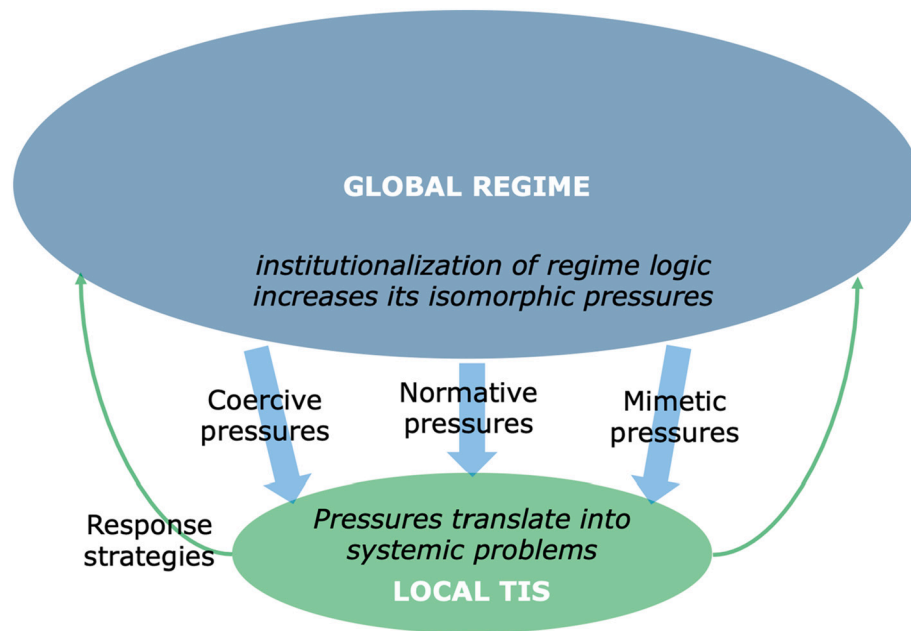 GLOBAL REGIME
institutionalization of regime logic
increases its isomorphic pressures
Coercive
pressures
Normative
pressures
Mimetic
pressures
Response
strategies
Pressures translate into
systemic problems
LOCAL TIS